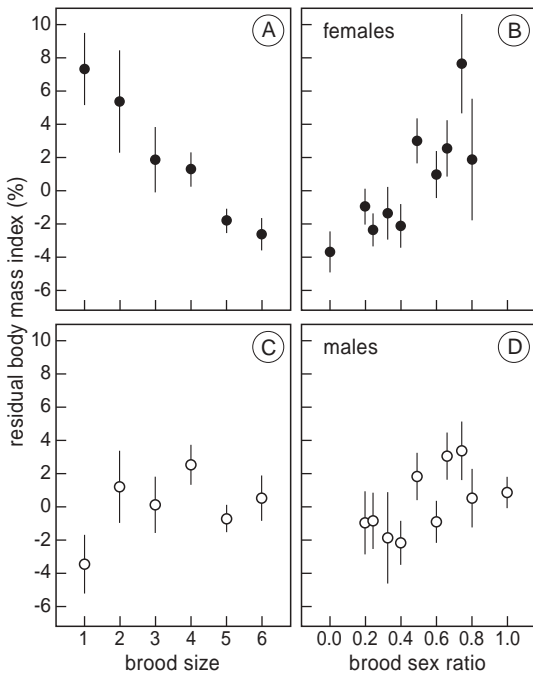 residual body mass index (%)
A
10
8
6
4
2
0
-2
-4
-6
females
B
C
10
8
6
4
2
0
-2
-4
-6
1 2 3 4 5 6
brood size
males
D
0.0 0.2 0.4 0.6 0.8 1.0
brood sex ratio